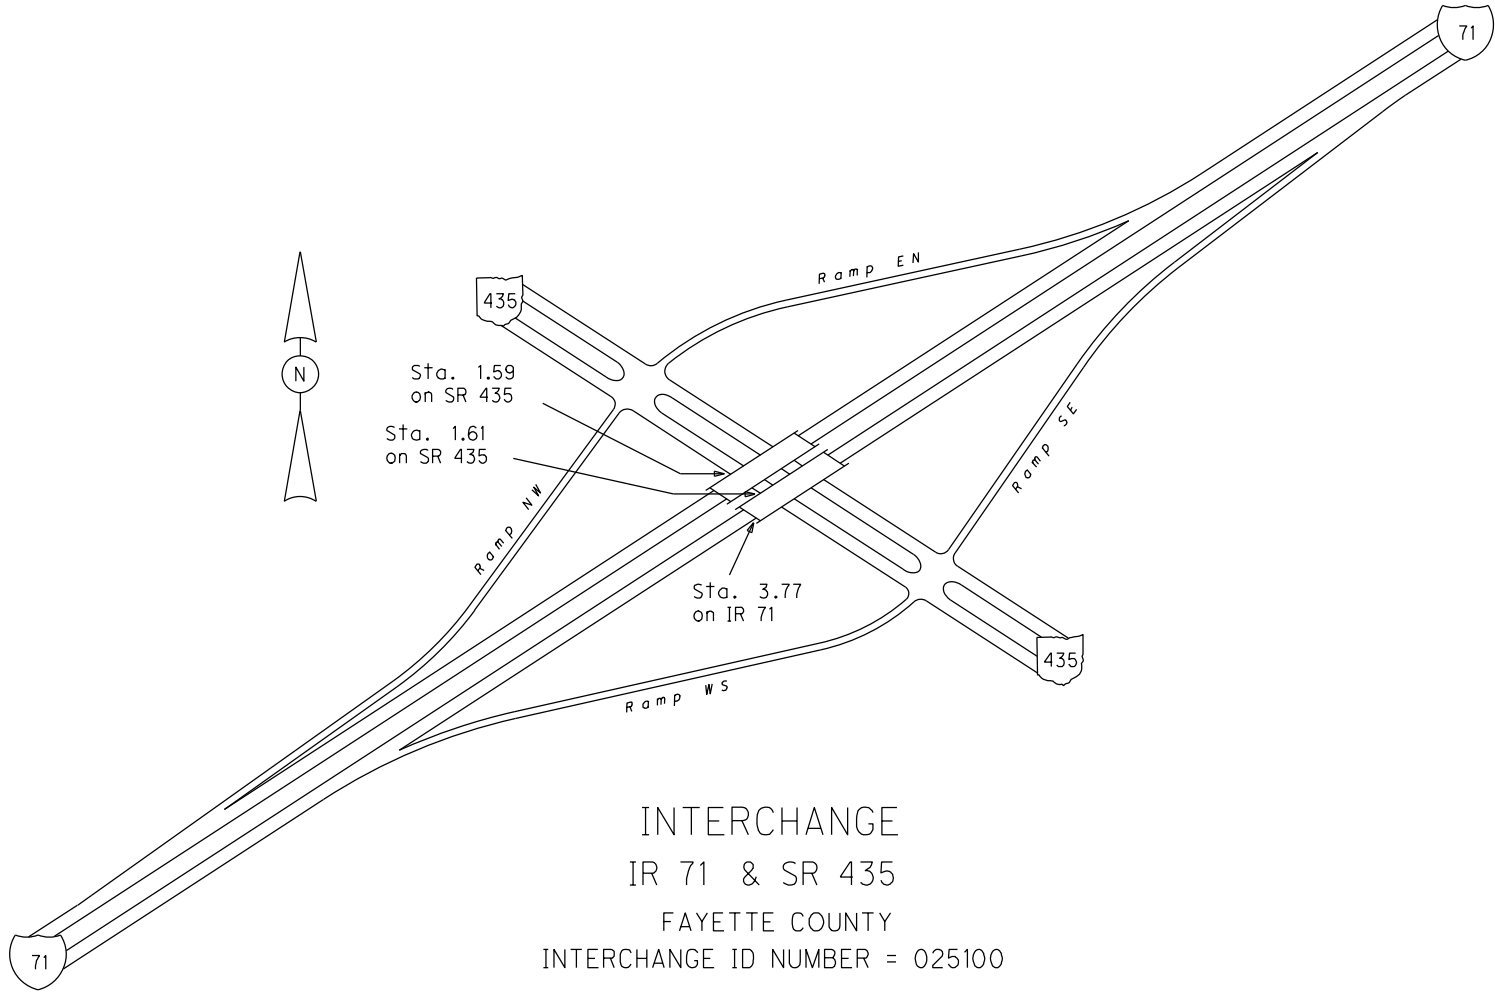 71
Ramp EN
435
N
Sta. 1.59
on SR 435
Sta. 1.61
on SR 435
Ramp SE
Ramp NW
Sta. 3.77
on IR 71
435
Ramp WS
INTERCHANGE
IR 71 & SR 435
FAYETTE COUNTY
INTERCHANGE ID NUMBER = 025100
71